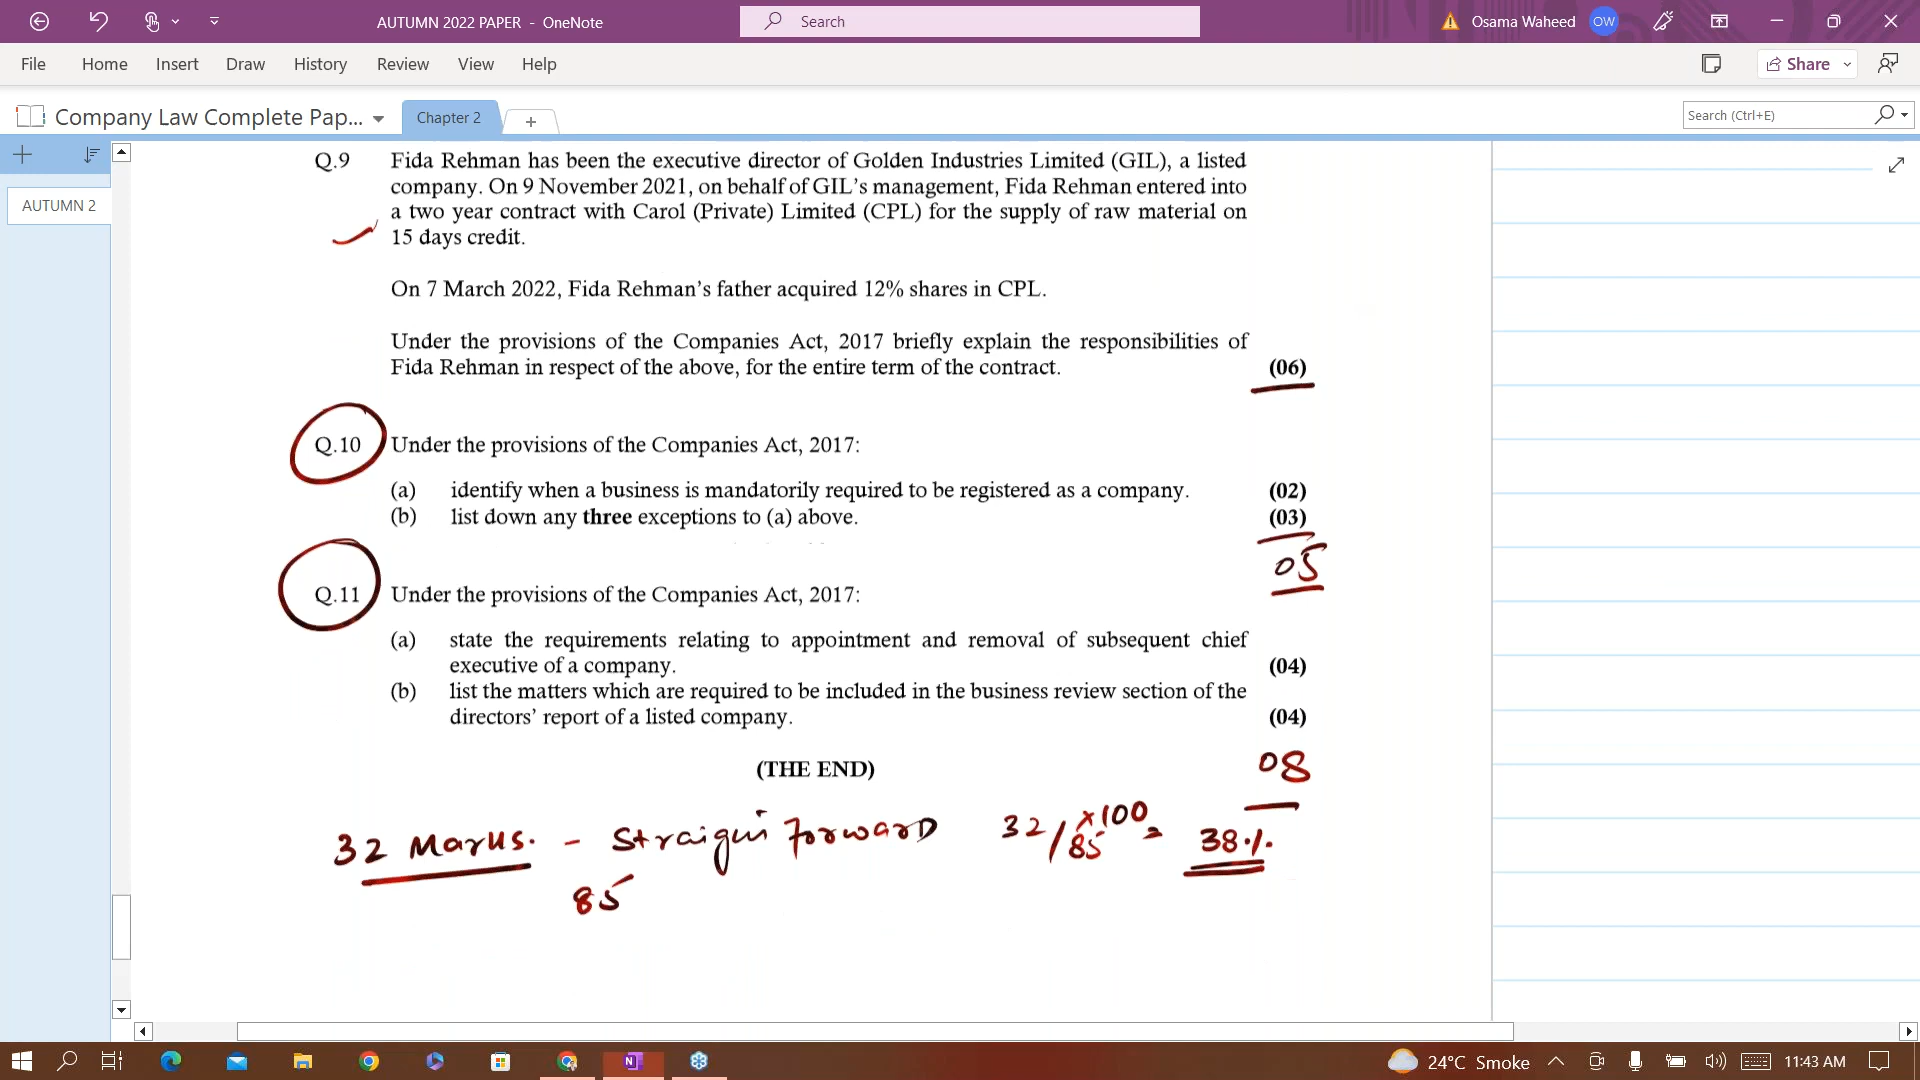 AUTUMN 2022 PAPER - OneNote
Search
Osama Waheed
OW
File Home Insert Draw History Review View Help
Share
Company Law Complete Pap...
Chapter 2
Search (Ctrl+E)
AUTUMN 2
Q.9 Fida Rehman has been the executive director of Golden Industries Limited (GIL), a listed
company. On 9 November 2021, on behalf of GIL's management, Fida Rehman entered into
a two year contract with Carol (Private) Limited (CPL) for the supply of raw material on
15 days credit.
On 7 March 2022, Fida Rehman's father acquired 12% shares in CPL.
Under the provisions of the Companies Act, 2017 briefly explain the responsibilities of
Fida Rehman in respect of the above, for the entire term of the contract. (06)
Q.10 Under the provisions of the Companies Act, 2017:
(a) identify when a business is mandatorily required to be registered as a company. (02)
(b) list down any three exceptions to (a) above. (03)
05
Q.11 Under the provisions of the Companies Act, 2017:
(a) state the requirements relating to appointment and removal of subsequent chief
executive of a company. (04)
(b) list the matters which are required to be included in the business review section of the
directors' report of a listed company. (04)
(THE END)
08
32 Marks. - Straight forward 32/85 x100 = 38%
85
24°C Smoke
11:43 AM